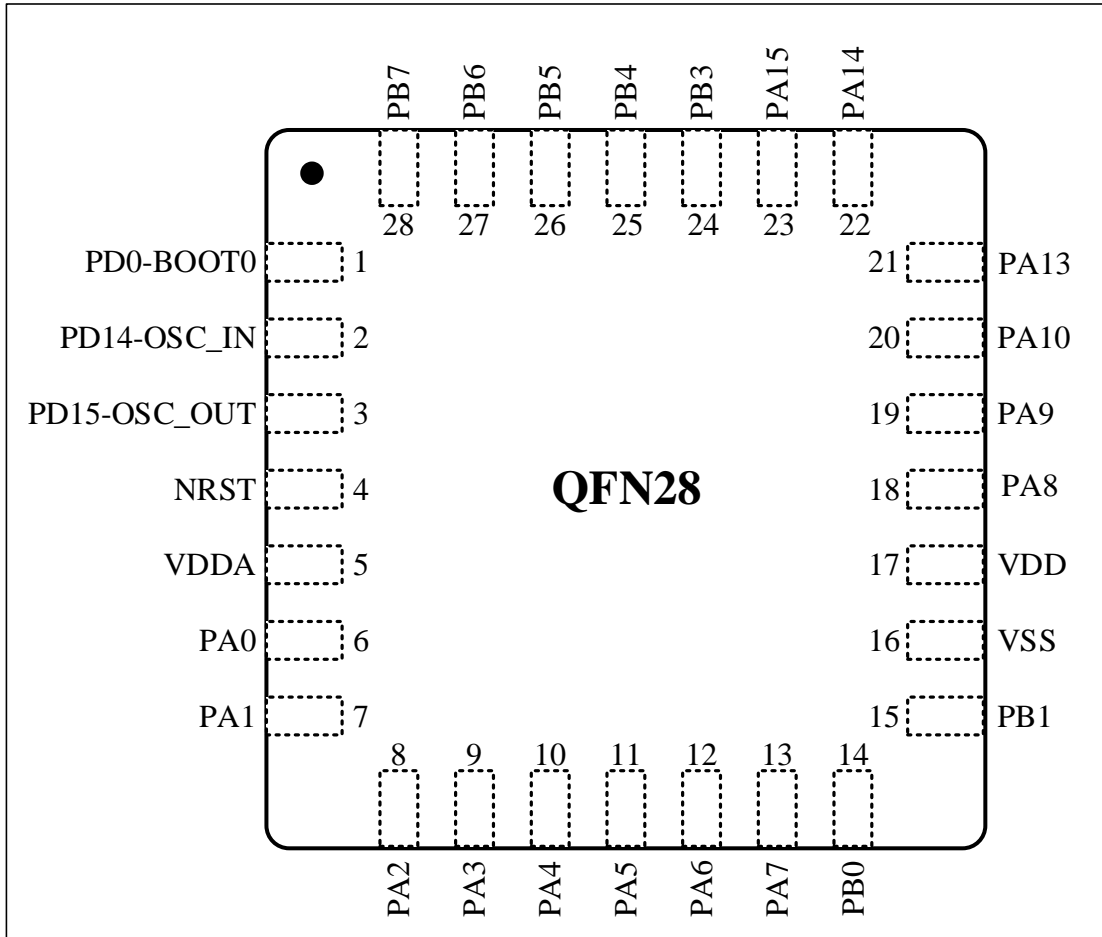 PB7 PB6 PB5 PB4 PB3 PA15 PA14
28 27 26 25 24 23 22
PD0-BOOT0 1 21 PA13
PD14-OSC_IN 2 20 PA10
PD15-OSC_OUT 3 19 PA9
NRST 4 QFN28 18 PA8
VDDA 5 17 VDD
PA0 6 16 VSS
PA1 7 15 PB1
8 9 10 11 12 13 14
PA2 PA3 PA4 PA5 PA6 PA7 PB0